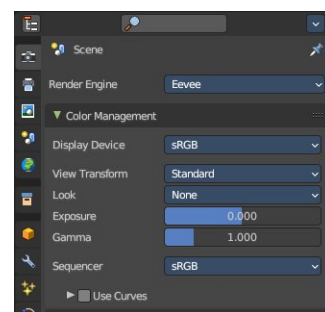 Scene
Render Engine Eevee
Color Management
Display Device sRGB
View Transform Standard
Look None
Exposure 0.000
Gamma 1.000
Sequencer sRGB
Use Curves